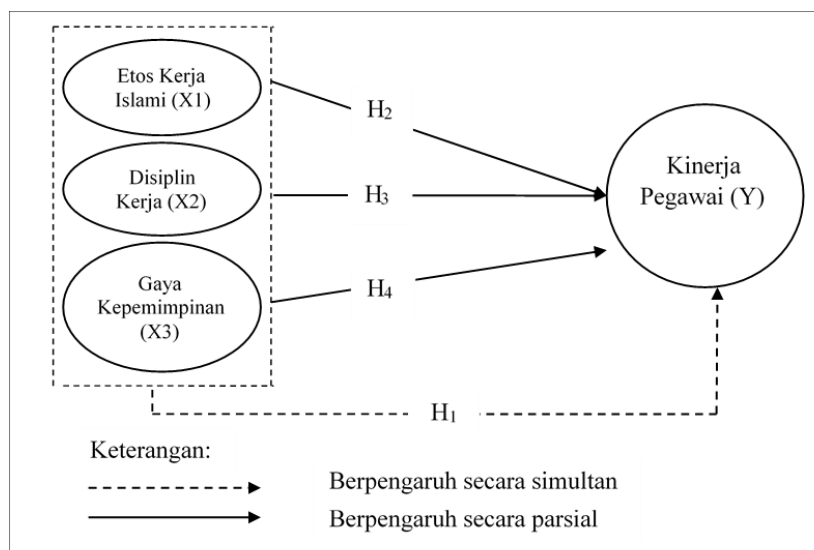 Etos Kerja
Islami (X1)
H2
Disiplin
Kerja (X2)
H3
Kinerja
Pegawai (Y)
Gaya
Kepemimpinan
(X3)
H4
H1
Keterangan:
Berpengaruh secara simultan
Berpengaruh secara parsial